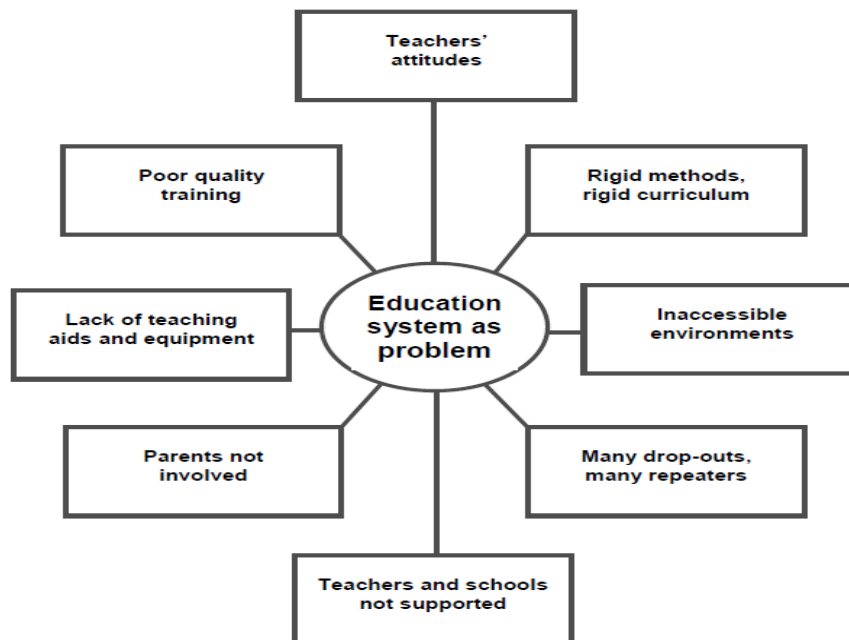 Teachers’
attitudes
Poor quality
training
Rigid methods,
rigid curriculum
Lack of teaching
aids and equipment
Education
system as
problem
Inaccessible
environments
Parents not
involved
Many drop-outs,
many repeaters
Teachers and schools
not supported